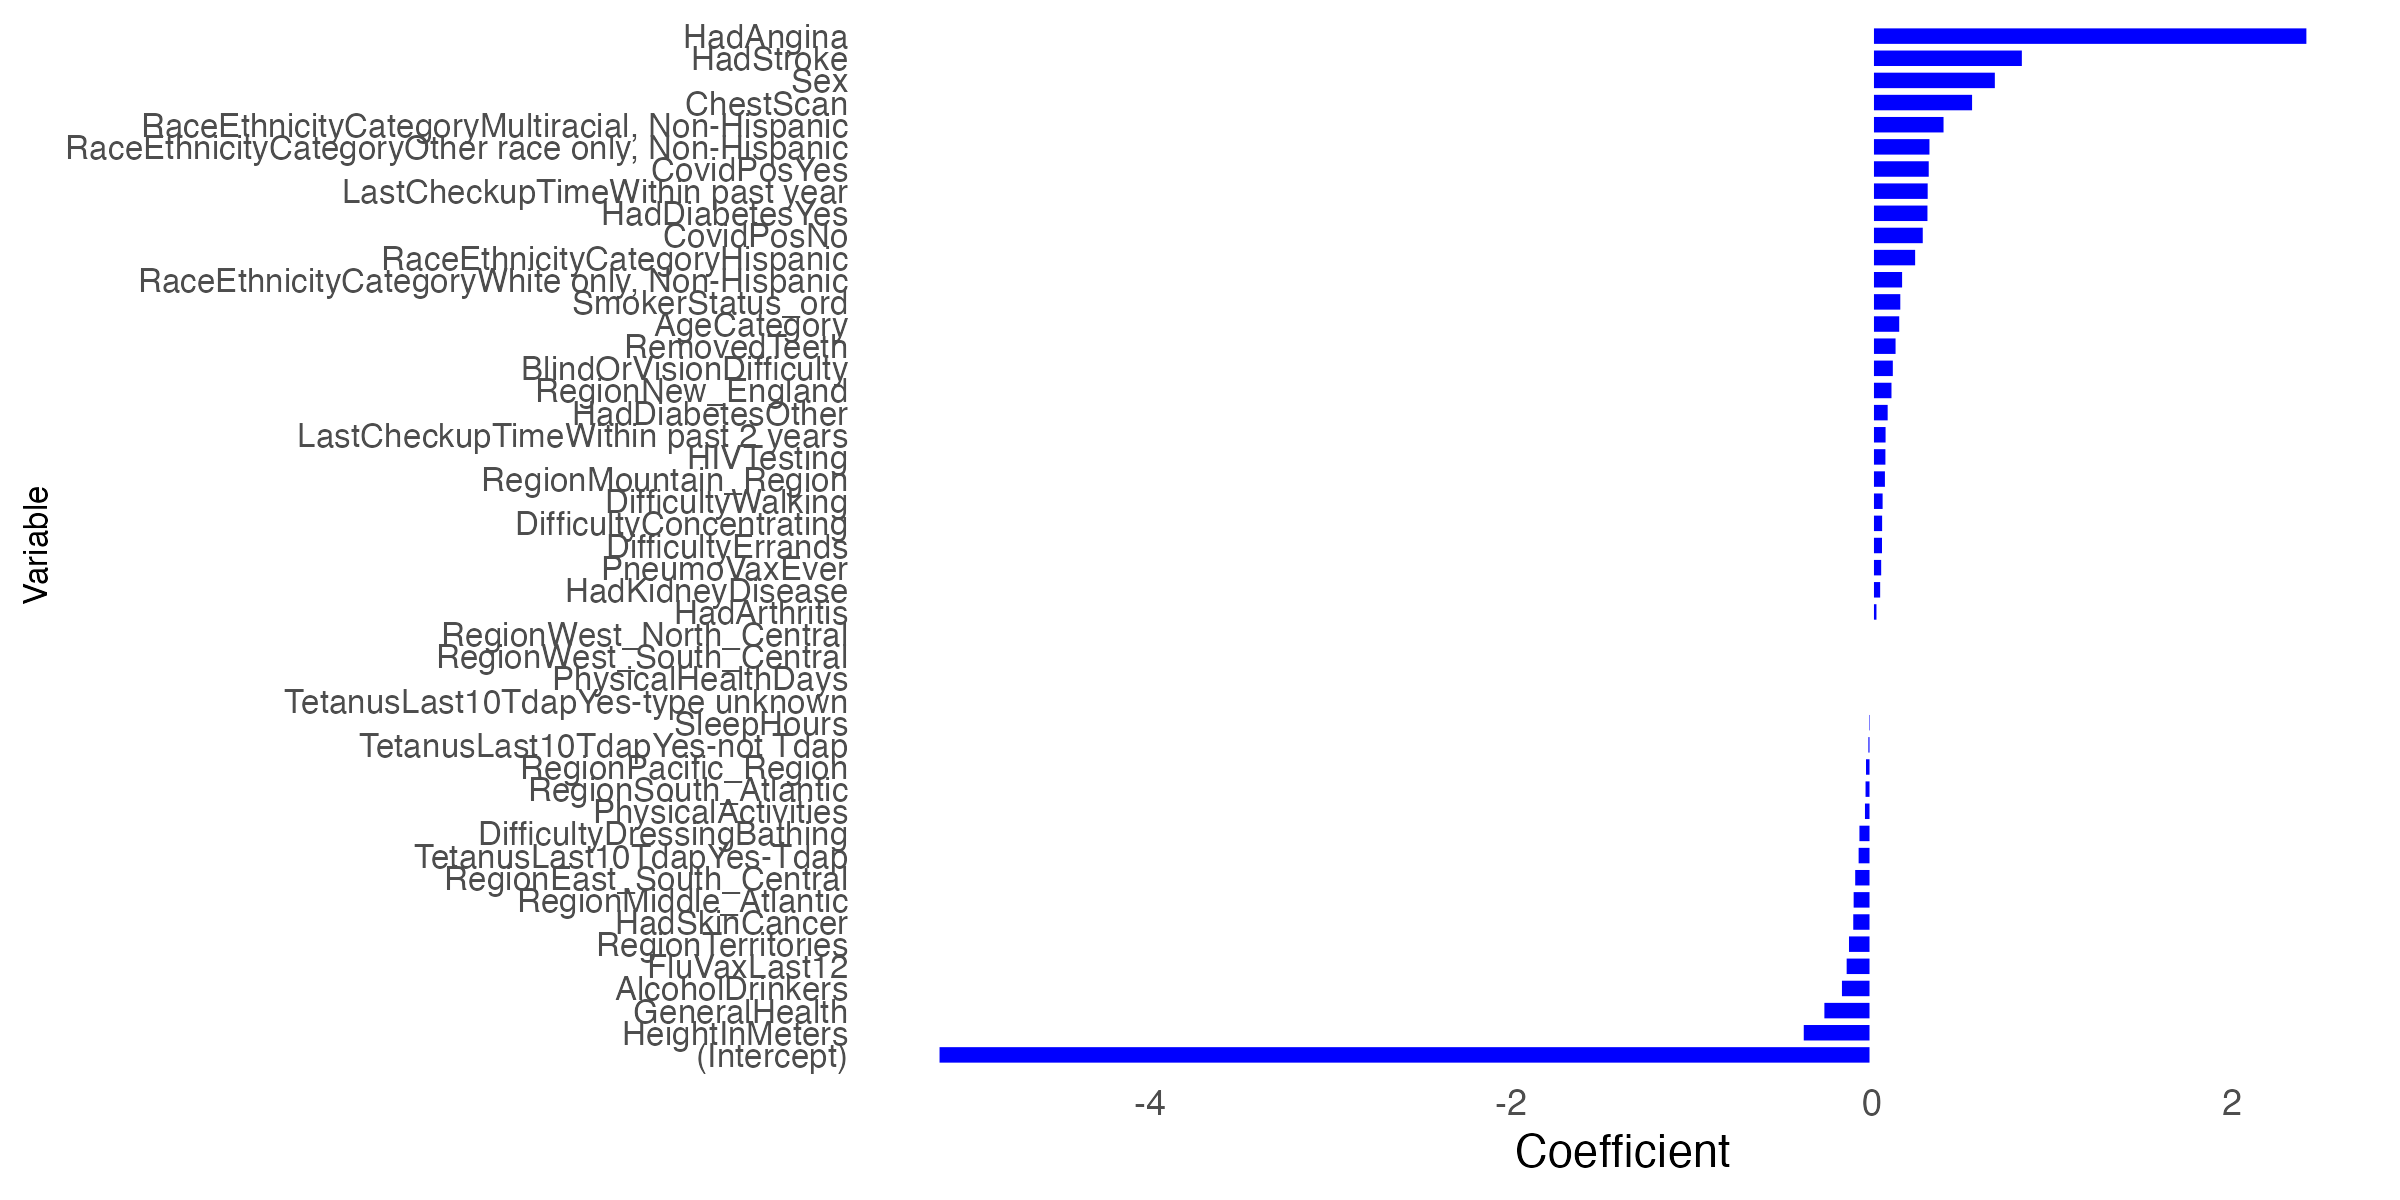 HadAngina
HadStroke
Sex
ChestScan
RaceEthnicityCategoryMultiracial, Non-Hispanic
RaceEthnicityCategoryOther race only, Non-Hispanic
CovidPosYes
LastCheckupTimeWithin past year
HadDiabetesYes
CovidPosNo
RaceEthnicityCategoryHispanic
RaceEthnicityCategoryWhite only, Non-Hispanic
SmokerStatus_ord
AgeCategory
RemovedTeeth
BlindOrVisionDifficulty
RegionNew_England
HadDiabetesOther
LastCheckupTimeWithin past 2 years
HIVTesting
RegionMountain_Region
DifficultyWalking
DifficultyConcentrating
DifficultyErrands
PneumoVaxEver
HadKidneyDisease
HadArthritis
RegionWest_North_Central
RegionWest_South_Central
PhysicalHealthDays
TetanusLast10TdapYes-type unknown
SleepHours
TetanusLast10TdapYes-not Tdap
RegionPacific_Region
RegionSouth_Atlantic
PhysicalActivities
DifficultyDressingBathing
TetanusLast10TdapYes-Tdap
RegionEast_South_Central
RegionMiddle_Atlantic
HadSkinCancer
RegionTerritories
FluVaxLast12
AlcoholDrinkers
GeneralHealth
HeightInMeters
(Intercept)
Variable
-4 -2 0 2
Coefficient